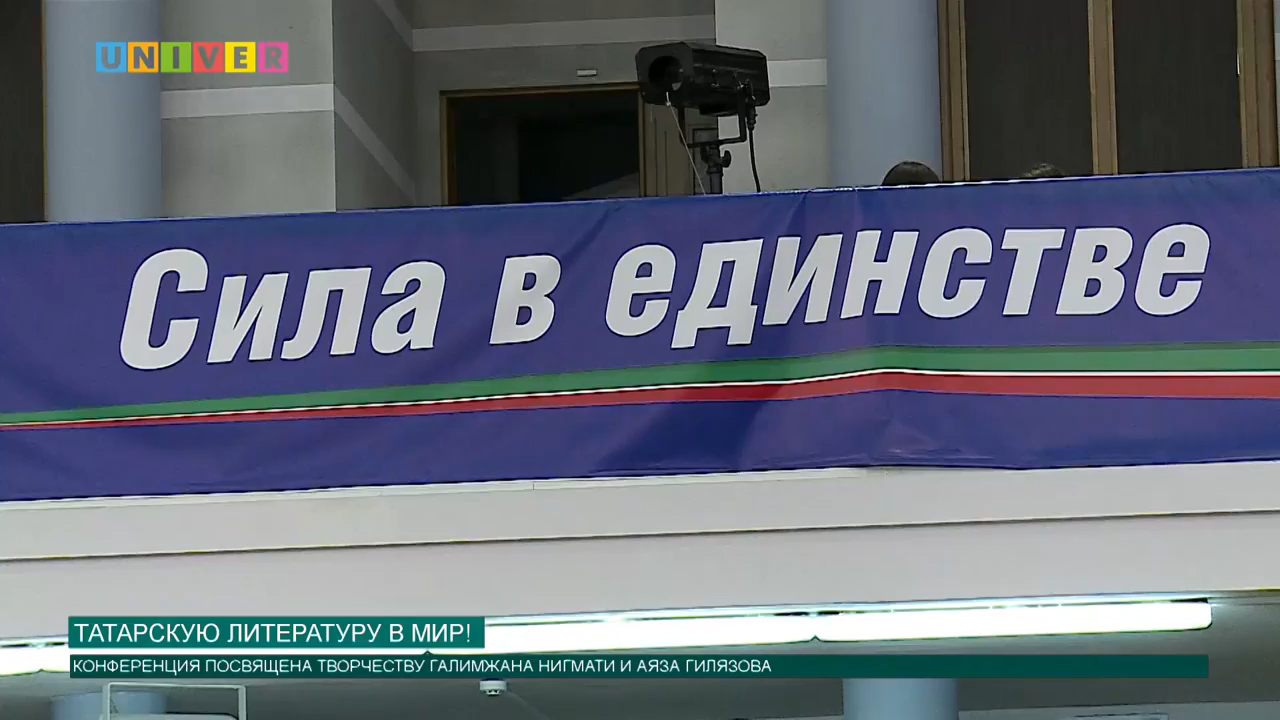 UNIVER
Сила в единстве
ТАТАРСКУЮ ЛИТЕРАТУРУ В МИР!
КОНФЕРЕНЦИЯ ПОСВЯЩЕНА ТВОРЧЕСТВУ ГАЛИМЖАНА НИГМАТИ И АЯЗА ГИЛЯЗОВА